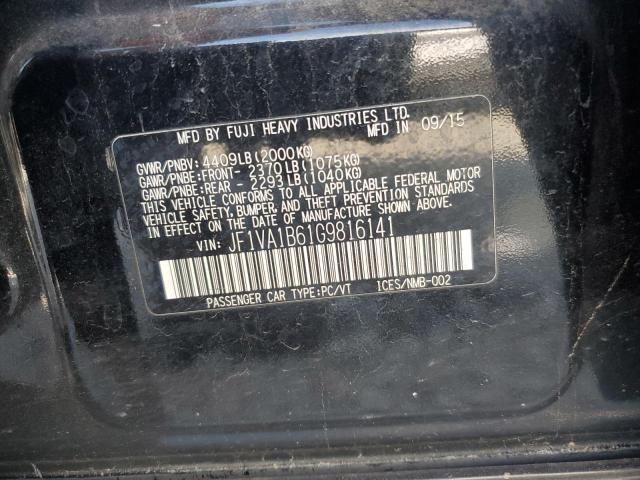 MFD BY FUJI HEAVY INDUSTRIES LTD.
MFD IN 09/15
GVWR/PNBV: 4409LB(2000KG)
GAWR/PNBE:FRONT- 2370LB(1075KG)
GAWR/PNBE:REAR - 2293LB(1040KG)
THIS VEHICLE CONFORMS TO ALL APPLICABLE FEDERAL MOTOR
VEHICLE SAFETY, BUMPER, AND THEFT PREVENTION STANDARDS
IN EFFECT ON THE DATE OF MANUFACTURE SHOWN ABOVE.
VIN: JF1VA1B61G9816141
PASSENGER CAR TYPE:PC/VT ICES/NMB-002